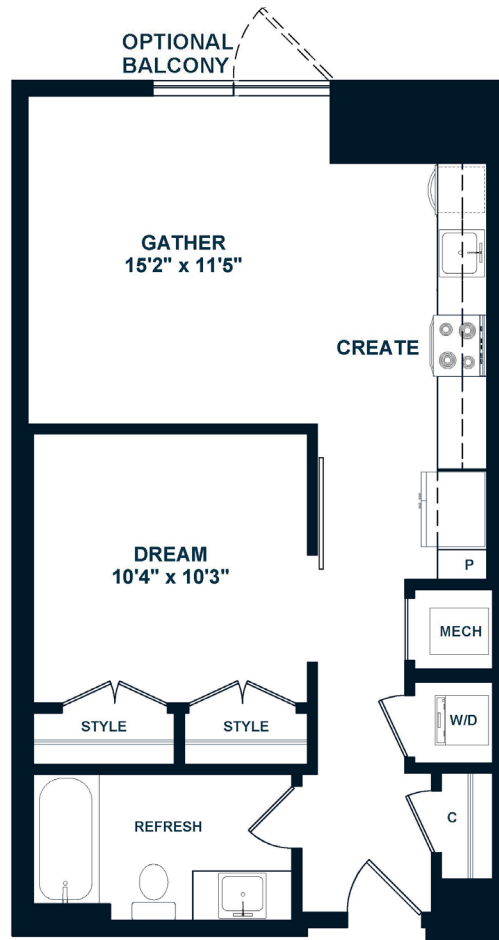 OPTIONAL
BALCONY
GATHER
15'2" x 11'5"
CREATE
DREAM
10'4" x 10'3"
P
MECH
STYLE
STYLE
W/D
REFRESH
C